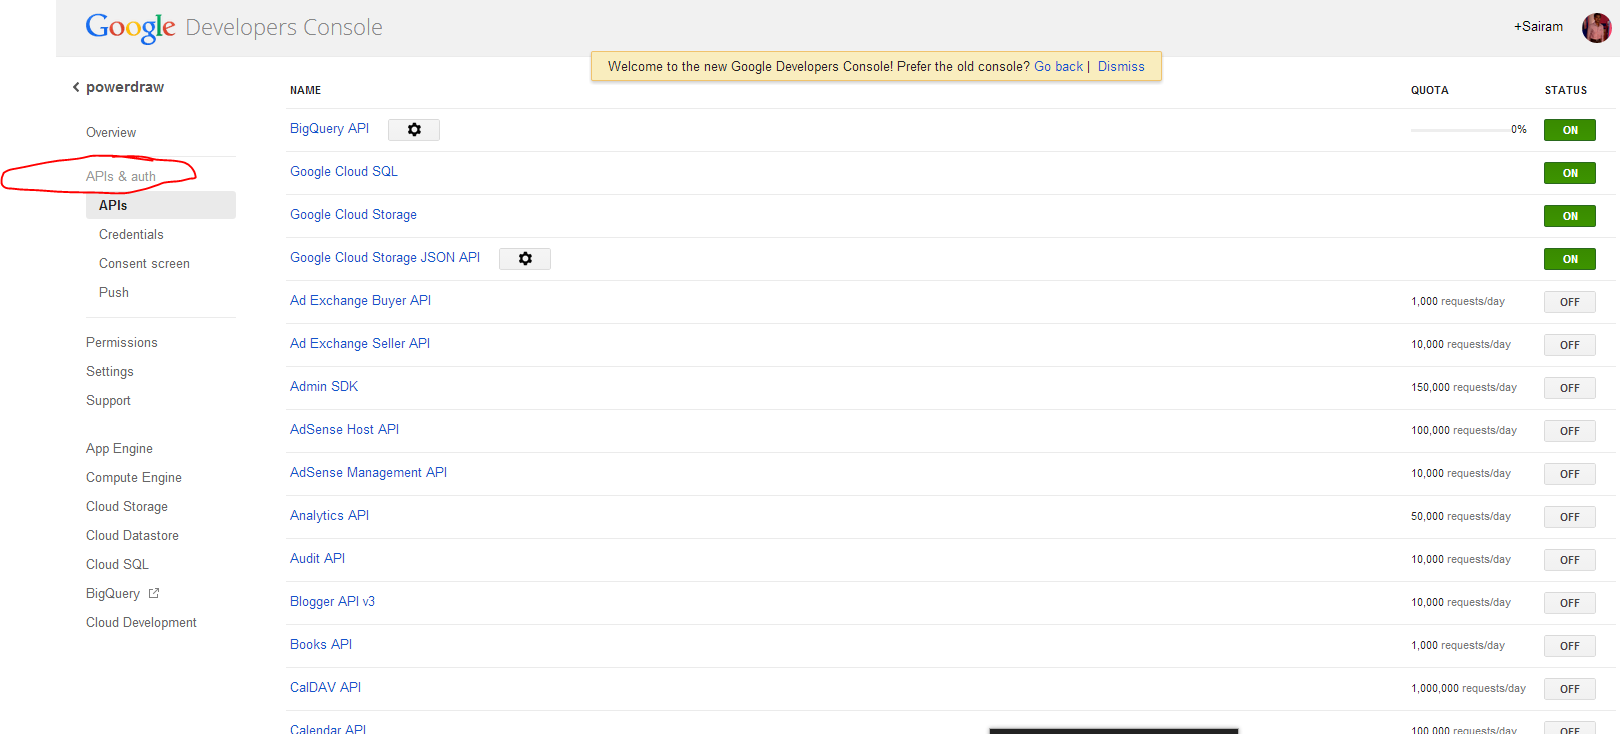 Google Developers Console
+Sairam
Welcome to the new Google Developers Console! Prefer the old console? Go back | Dismiss
powerdraw
Overview
APIs & auth
APIs
Credentials
Consent screen
Push
Permissions
Settings
Support
App Engine
Compute Engine
Cloud Storage
Cloud Datastore
Cloud SQL
BigQuery
Cloud Development
NAME QUOTA STATUS
BigQuery API 0% ON
Google Cloud SQL ON
Google Cloud Storage ON
Google Cloud Storage JSON API ON
Ad Exchange Buyer API 1,000 requests/day OFF
Ad Exchange Seller API 10,000 requests/day OFF
Admin SDK 150,000 requests/day OFF
AdSense Host API 100,000 requests/day OFF
AdSense Management API 10,000 requests/day OFF
Analytics API 50,000 requests/day OFF
Audit API 10,000 requests/day OFF
Blogger API v3 10,000 requests/day OFF
Books API 1,000 requests/day OFF
CalDAV API 1,000,000 requests/day OFF
Calendar API 100,000 requests/day OFF